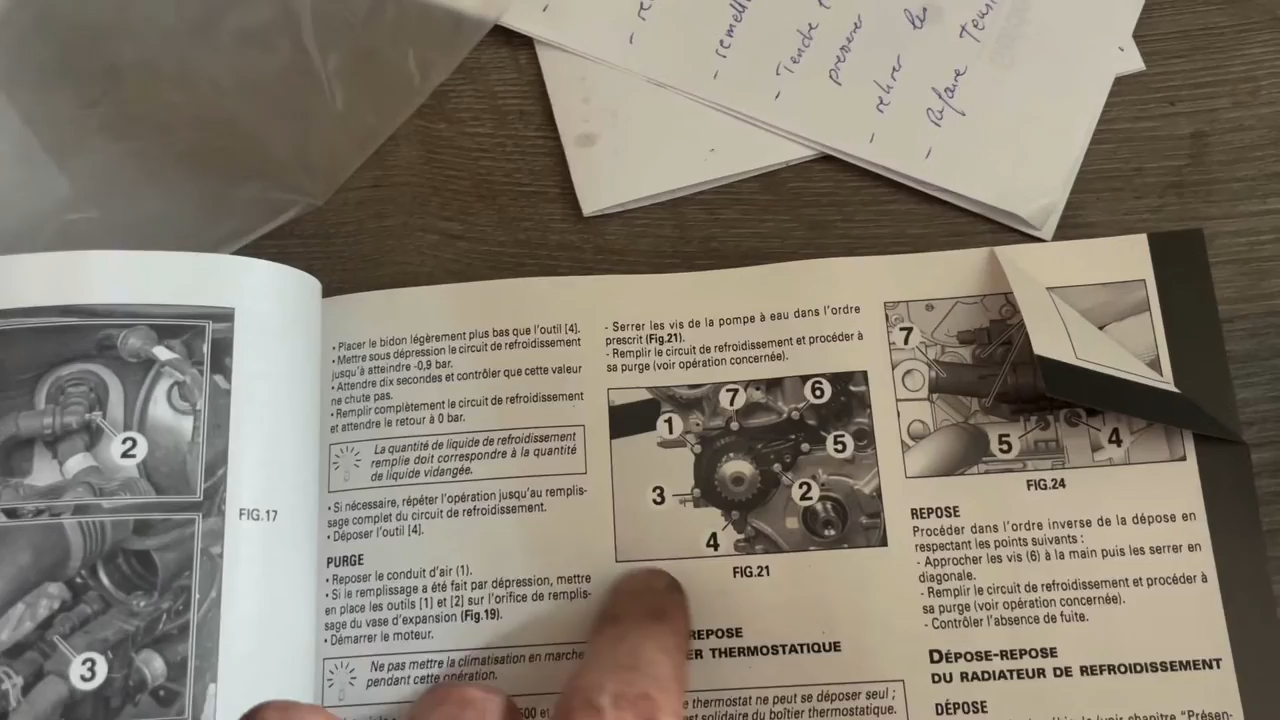 - re
- remell
- Tendre
presserer
- retirer les
- Refaire Tensi
2
3
FIG.17
• Placer le bidon légèrement plus bas que l'outil [4].
• Mettre sous dépression le circuit de refroidissement
jusqu'à atteindre -0,9 bar.
• Attendre dix secondes et contrôler que cette valeur
ne chute pas.
• Remplir complètement le circuit de refroidissement
et attendre le retour à 0 bar.
La quantité de liquide de refroidissement
remplie doit correspondre à la quantité
de liquide vidangée.
• Si nécessaire, répéter l'opération jusqu'au remplis-
sage complet du circuit de refroidissement.
• Déposer l'outil [4].
PURGE
• Reposer le conduit d'air (1).
• Si le remplissage a été fait par dépression, mettre
en place les outils [1] et [2] sur l'orifice de remplis-
sage du vase d'expansion (Fig.19).
• Démarrer le moteur.
Ne pas mettre la climatisation en marche
pendant cette opération.
500 et
- Serrer les vis de la pompe à eau dans l'ordre
prescrit (Fig.21).
- Remplir le circuit de refroidissement et procéder à
sa purge (voir opération concernée).
7
6
1
5
3
2
4
FIG.21
REPOSE
ER THERMOSTATIQUE
e thermostat ne peut se déposer seul ;
est solidaire du boîtier thermostatique.
7
5
4
FIG.24
REPOSE
Procéder dans l'ordre inverse de la dépose en
respectant les points suivants :
- Approcher les vis (6) à la main puis les serrer en
diagonale.
- Remplir le circuit de refroidissement et procéder à
sa purge (voir opération concernée).
- Contrôler l'absence de fuite.
DÉPOSE-REPOSE
DU RADIATEUR DE REFROIDISSEMENT
DÉPOSE
chapitre "Présen-